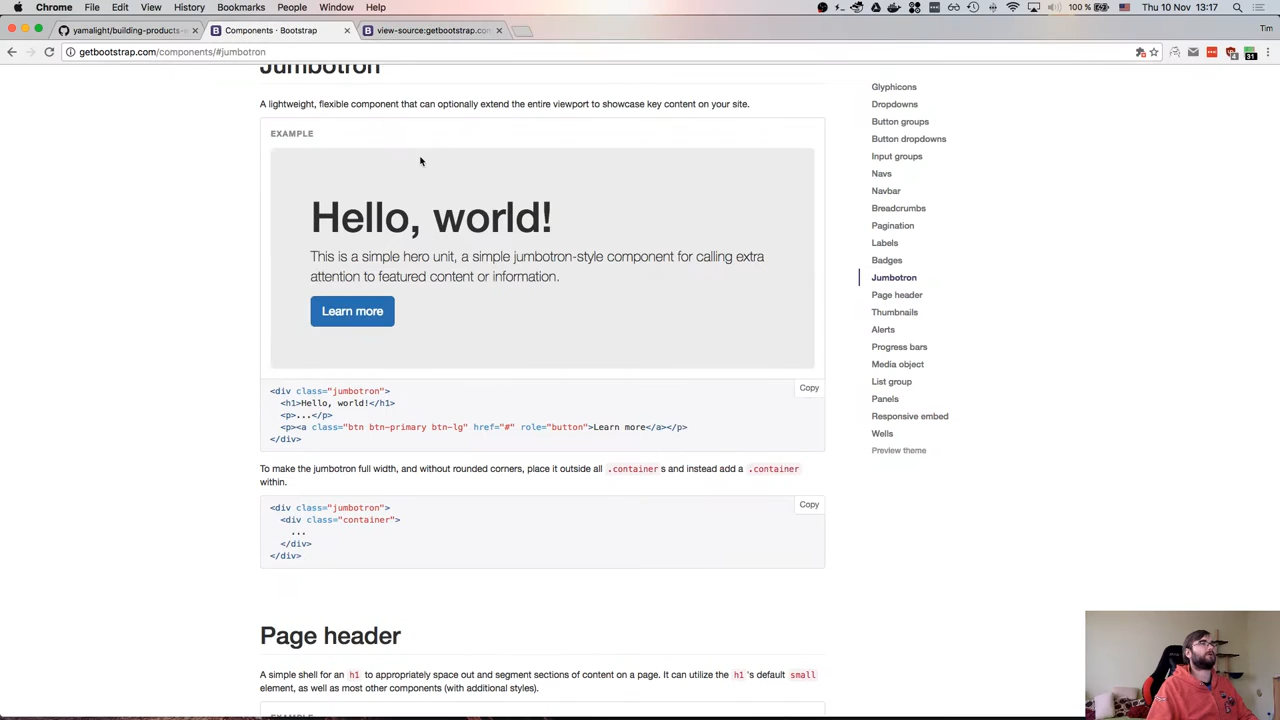 Chrome File Edit View History Bookmarks People Window Help
100 % Thu 10 Nov 13:17
yamalight/building-products-w
Components · Bootstrap
view-source:getbootstrap.com
Tim
getbootstrap.com/components/#jumbotron
31
Jumbotron
A lightweight, flexible component that can optionally extend the entire viewport to showcase key content on your site.
EXAMPLE
Hello, world!
This is a simple hero unit, a simple jumbotron-style component for calling extra
attention to featured content or information.
Learn more
Copy
<div class="jumbotron">
<h1>Hello, world!</h1>
<p>...</p>
<p><a class="btn btn-primary btn-lg" href="#" role="button">Learn more</a></p>
</div>
To make the jumbotron full width, and without rounded corners, place it outside all .container s and instead add a .container
within.
Copy
<div class="jumbotron">
<div class="container">
...
</div>
</div>
Page header
A simple shell for an h1 to appropriately space out and segment sections of content on a page. It can utilize the h1 's default small
element, as well as most other components (with additional styles).
EXAMPLE
Glyphicons
Dropdowns
Button groups
Button dropdowns
Input groups
Navs
Navbar
Breadcrumbs
Pagination
Labels
Badges
Jumbotron
Page header
Thumbnails
Alerts
Progress bars
Media object
List group
Panels
Responsive embed
Wells
Preview theme